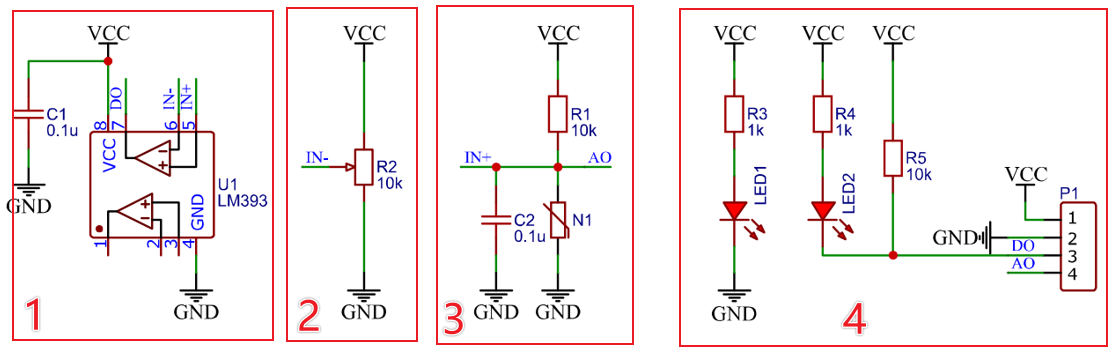 VCC
C1
0.1u
GND
DO
IN-
IN+
8
7
6
5
VCC
GND
U1
LM393
1
2
3
4
GND
1
VCC
IN-
R2
10k
GND
2
VCC
R1
10k
IN+
AO
C2
0.1u
N1
GND
GND
3
VCC
VCC
VCC
R3
1k
R4
1k
R5
10k
LED1
LED2
VCC
P1
GND
DO
AO
1
2
3
4
GND
4